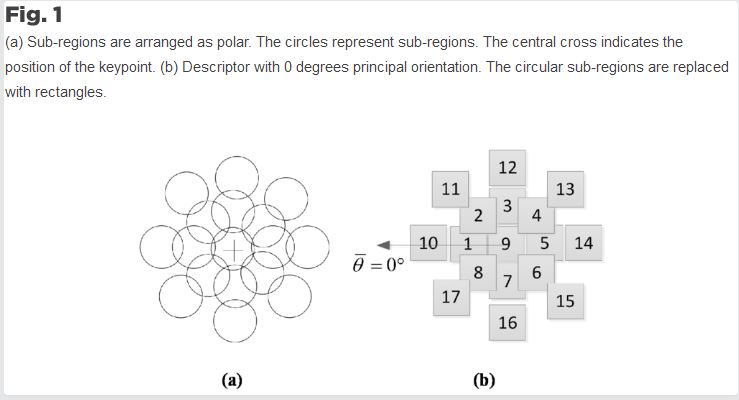 Fig. 1
(a) Sub-regions are arranged as polar. The circles represent sub-regions. The central cross indicates the
position of the keypoint. (b) Descriptor with 0 degrees principal orientation. The circular sub-regions are replaced
with rectangles.
12
11
13
3
2
4
10 1 9 5 14
θ̅ = 0°
8
6
7
17
15
16
(a)
(b)